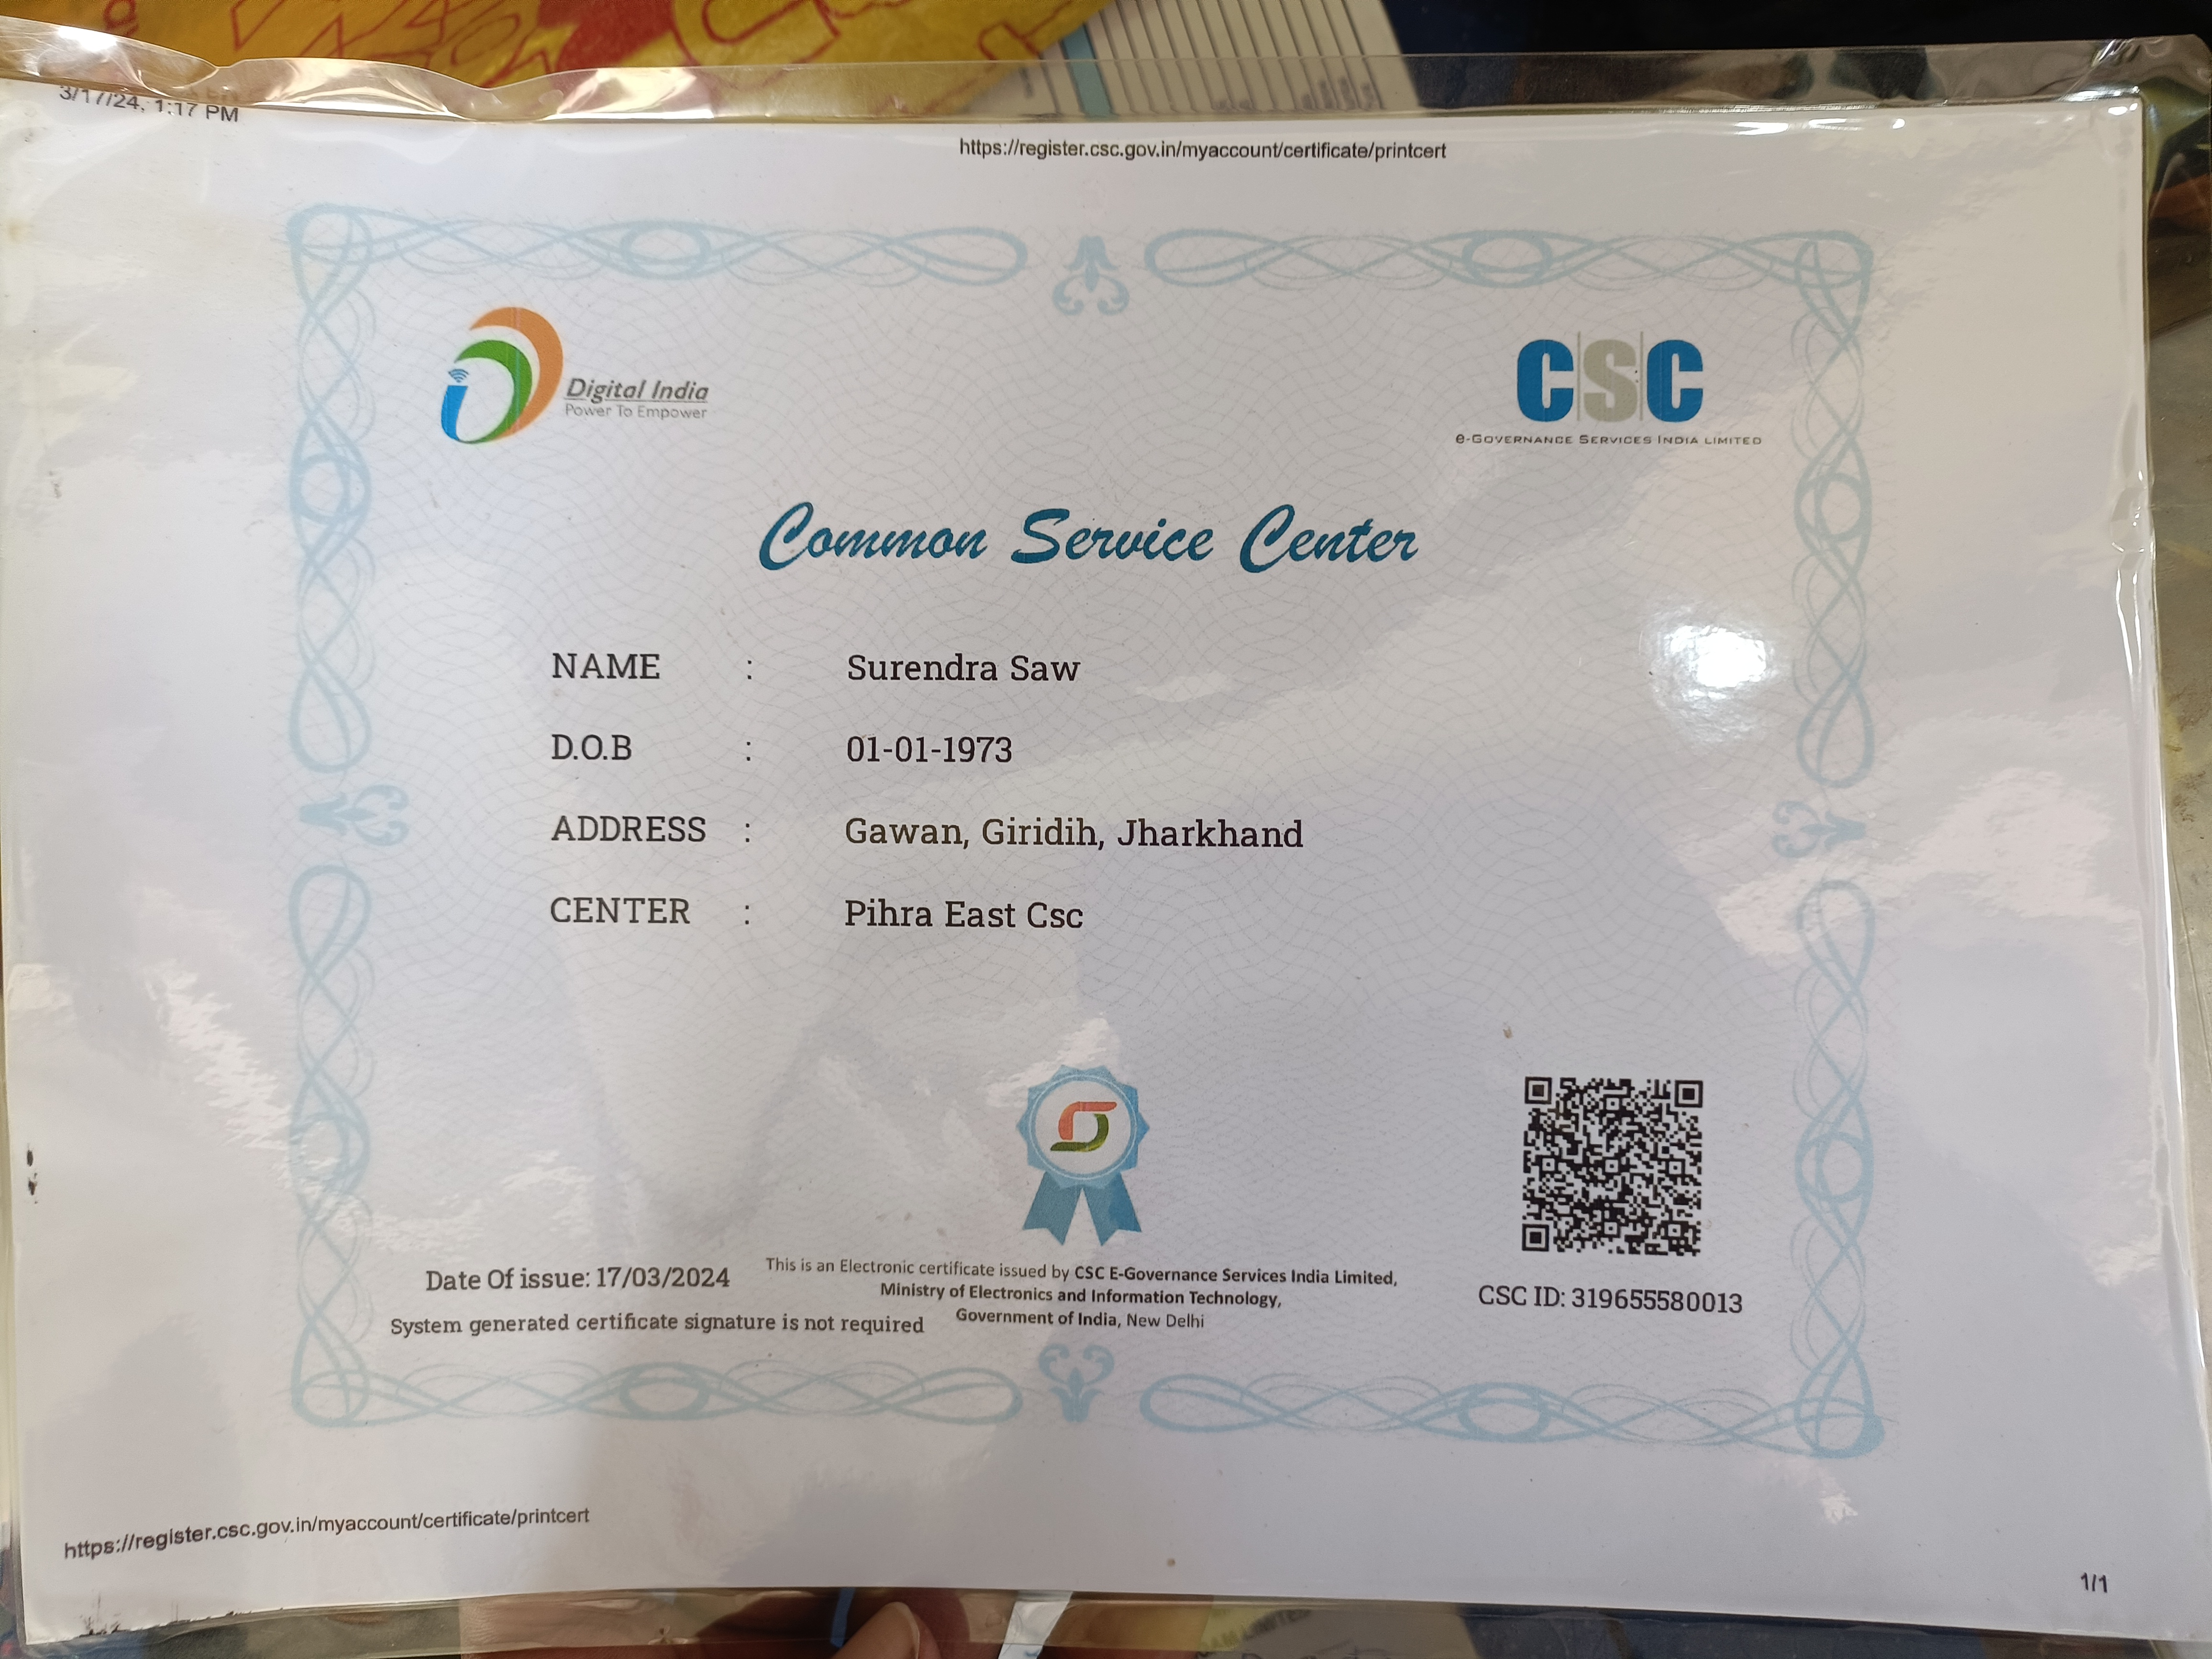 3/17/24, 1:17 PM
https://register.csc.gov.in/myaccount/certificate/printcert
Digital India
Power To Empower
CSC
e-Governance Services India Limited
Common Service Center
NAME : Surendra Saw
D.O.B : 01-01-1973
ADDRESS : Gawan, Giridih, Jharkhand
CENTER : Pihra East Csc
Date Of issue: 17/03/2024
System generated certificate signature is not required
This is an Electronic certificate issued by CSC E-Governance Services India Limited,
Ministry of Electronics and Information Technology,
Government of India, New Delhi
CSC ID: 319655580013
https://register.csc.gov.in/myaccount/certificate/printcert
1/1